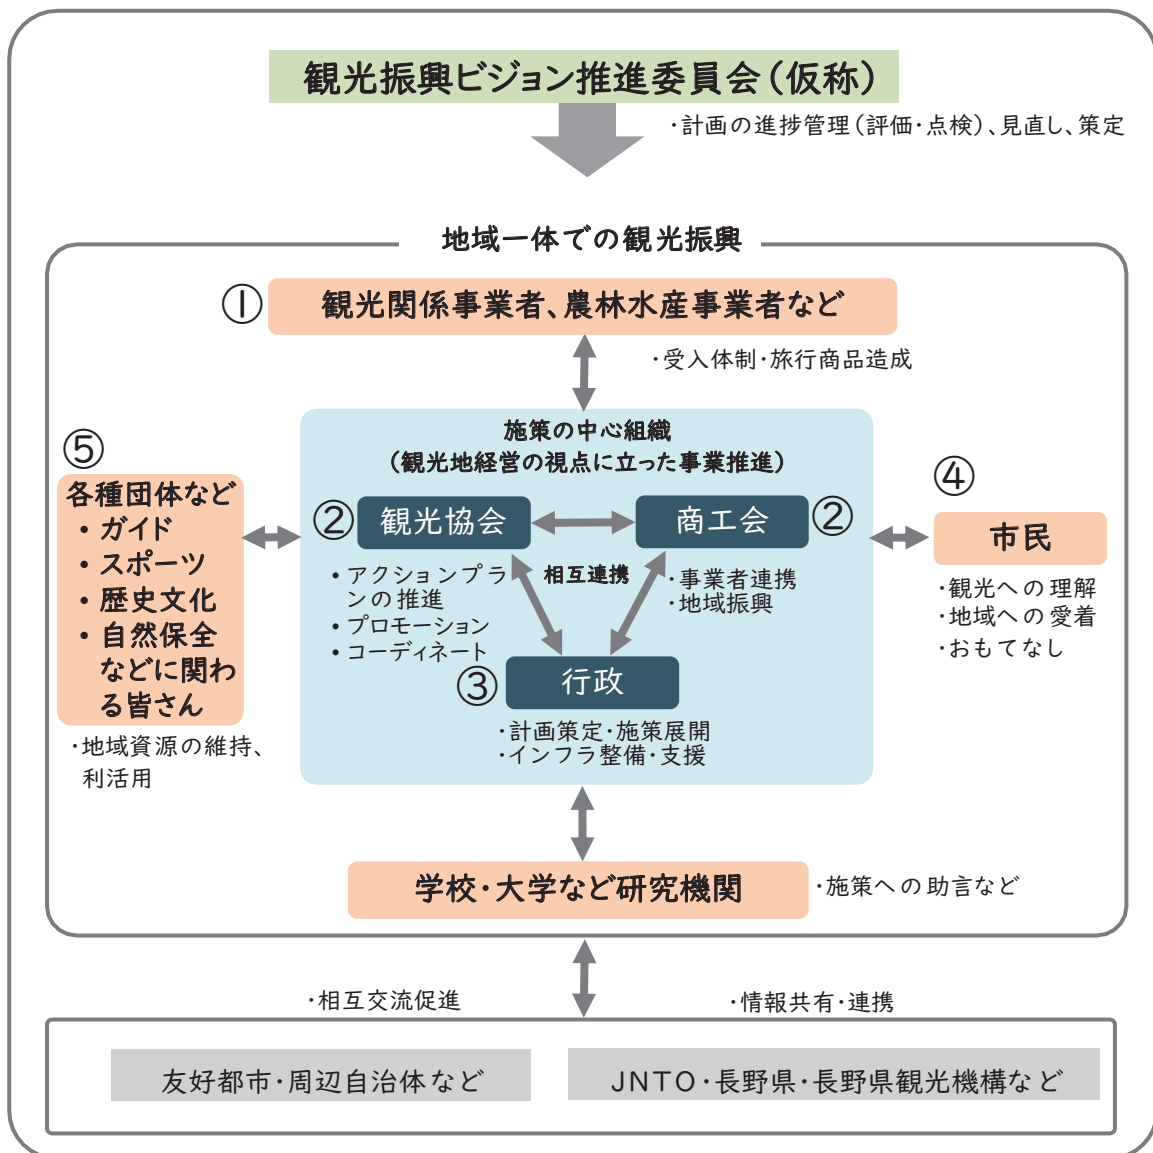 観光振興ビジョン推進委員会(仮称)
・計画の進捗管理(評価・点検)、見直し、策定
地域一体での観光振興
①
観光関係事業者、農林水産事業者など
・受入体制・旅行商品造成
施策の中心組織
(観光地経営の視点に立った事業推進)
⑤
各種団体など
・ガイド
・スポーツ
・歴史文化
・自然保全
などに関わ
る皆さん
・地域資源の維持、
利活用
②
観光協会
商工会
②
相互連携
・アクションプラ
ンの推進
・プロモーション
・コーディネート
・事業者連携
・地域振興
③
行政
・計画策定・施策展開
・インフラ整備・支援
④
市民
・観光への理解
・地域への愛着
・おもてなし
学校・大学など研究機関
・施策への助言など
・相互交流促進
・情報共有・連携
友好都市・周辺自治体など
JNTO・長野県・長野県観光機構など